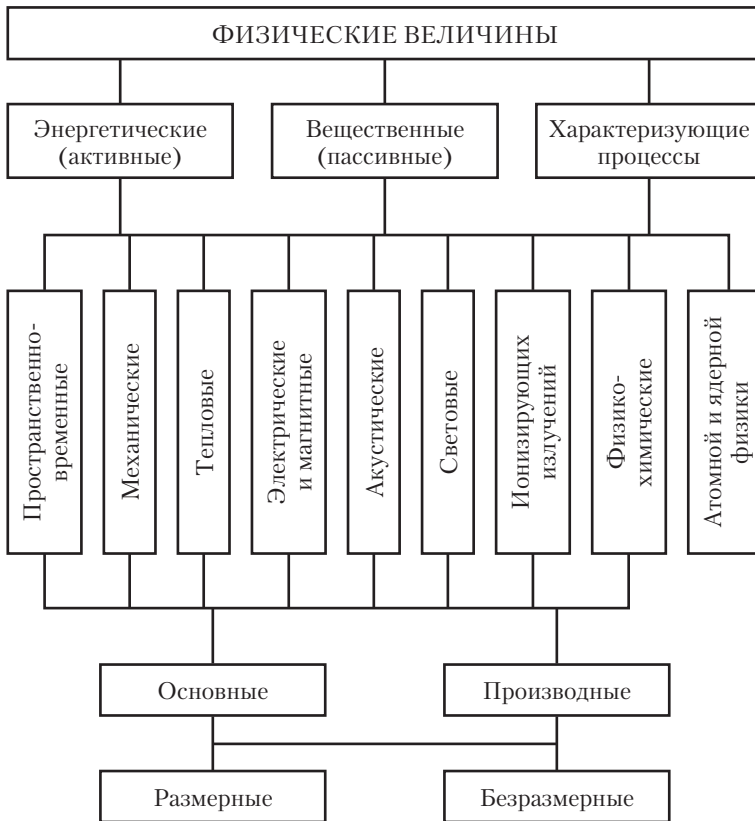 ФИЗИЧЕСКИЕ ВЕЛИЧИНЫ
Энергетические
(активные)
Вещественные
(пассивные)
Характеризующие
процессы
Пространственно-
временные
Механические
Тепловые
Электрические
и магнитные
Акустические
Световые
Ионизирующих
излучений
Физико-
химические
Атомной и ядерной
физики
Основные
Производные
Размерные
Безразмерные